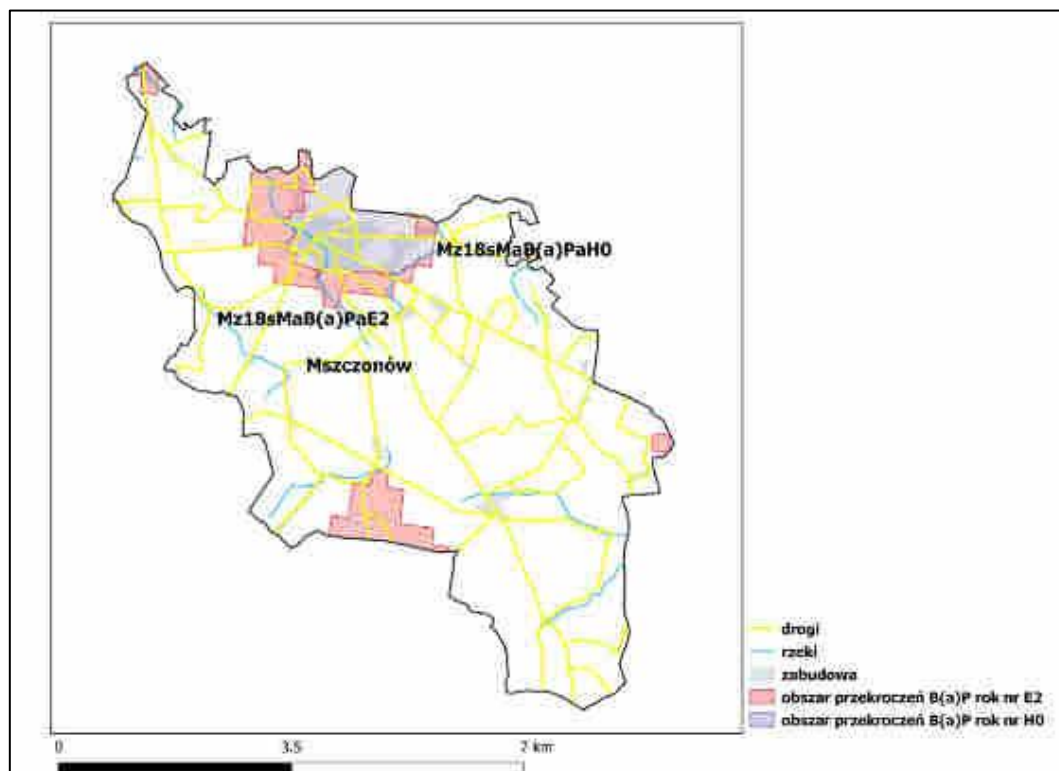 Mz18sMaB(a)PaH0
Mz18sMaB(a)PaE2
Mszczonów
drogi
rzeki
zabudowa
obszar przekroczeń B(a)P rok nr E2
obszar przekroczeń B(a)P rok nr H0
0 3.5 7 km